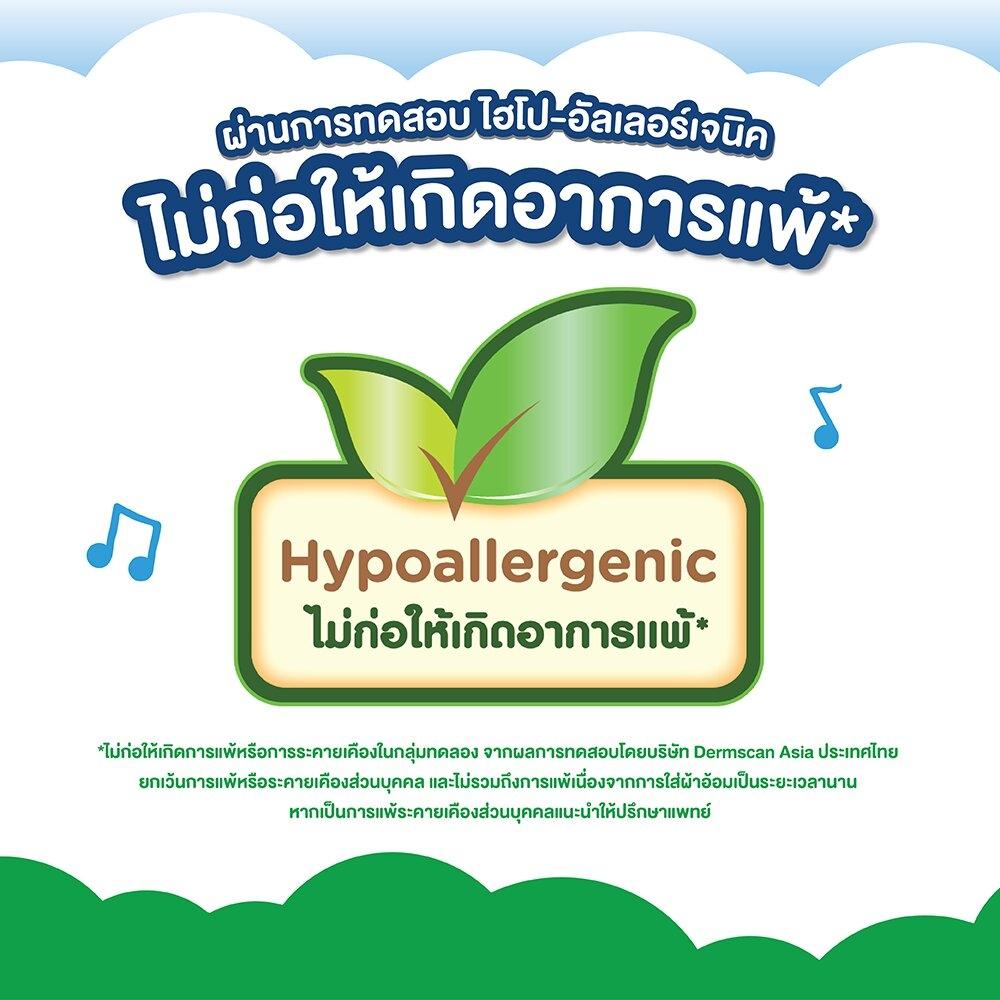 ผ่านการทดสอบ ไฮโป-อัลเลอร์เจนิค
ไม่ก่อให้เกิดอาการแพ้*
Hypoallergenic
ไม่ก่อให้เกิดอาการแพ้*
*ไม่ก่อให้เกิดการแพ้หรือการระคายเคืองในกลุ่มทดลอง จากผลการทดสอบโดยบริษัท Dermscan Asia ประเทศไทย
ยกเว้นการแพ้หรือระคายเคืองส่วนบุคคล และไม่รวมถึงการแพ้เนื่องจากการใส่ผ้าอ้อมเป็นระยะเวลานาน
หากเป็นการแพ้ระคายเคืองส่วนบุคคลแนะนำให้ปรึกษาแพทย์